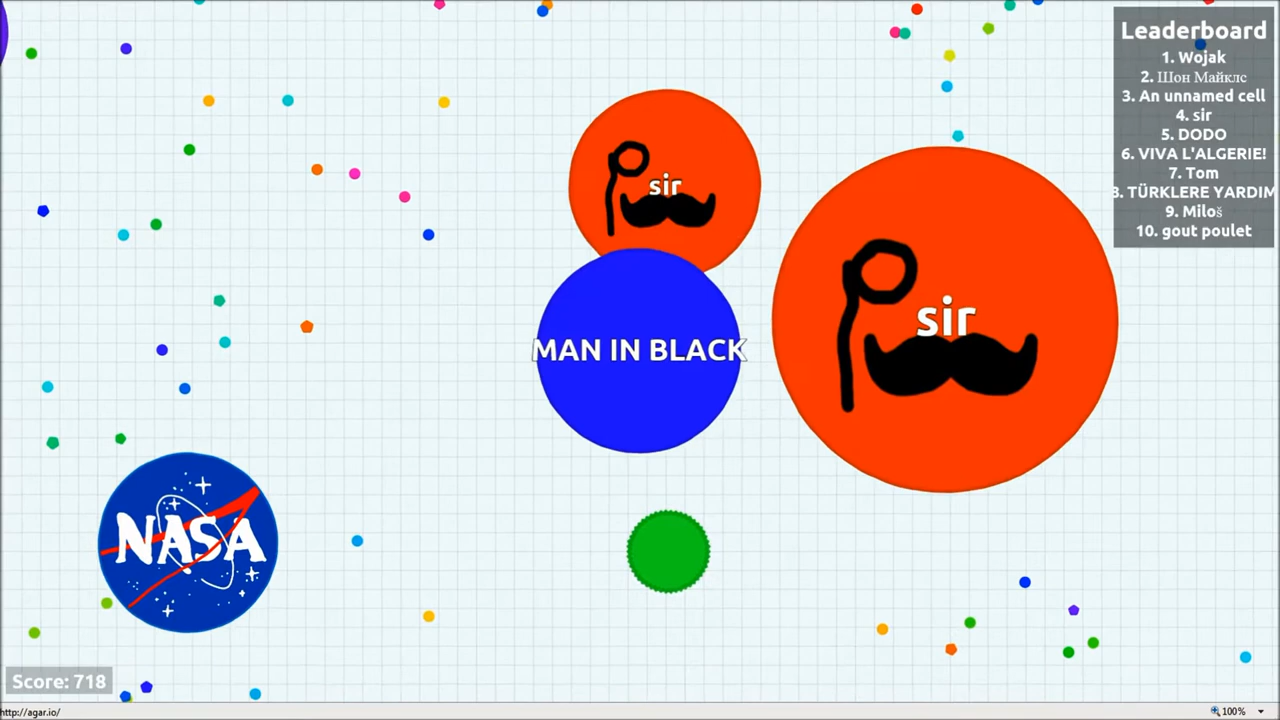 Leaderboard
1. Wojak
2. Шон Майклс
3. An unnamed cell
4. sir
5. DODO
6. VIVA L'ALGERIE!
7. Tom
8. TÜRKLERE YARDIM
9. Miloš
10. gout poulet
sir
sir
MAN IN BLACK
NASA
Score: 718
http://agar.io/
100%